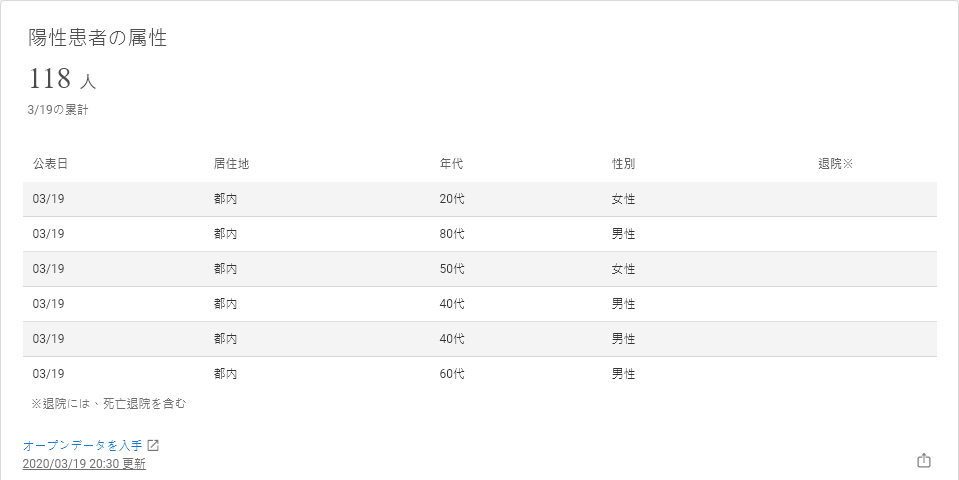 陽性患者の属性
118 人
3/19の累計
公表日 居住地 年代 性別 退院※
03/19 都内 20代 女性
03/19 都内 80代 男性
03/19 都内 50代 女性
03/19 都内 40代 男性
03/19 都内 40代 男性
03/19 都内 60代 男性
※退院には、死亡退院を含む
オープンデータを入手
2020/03/19 20:30 更新